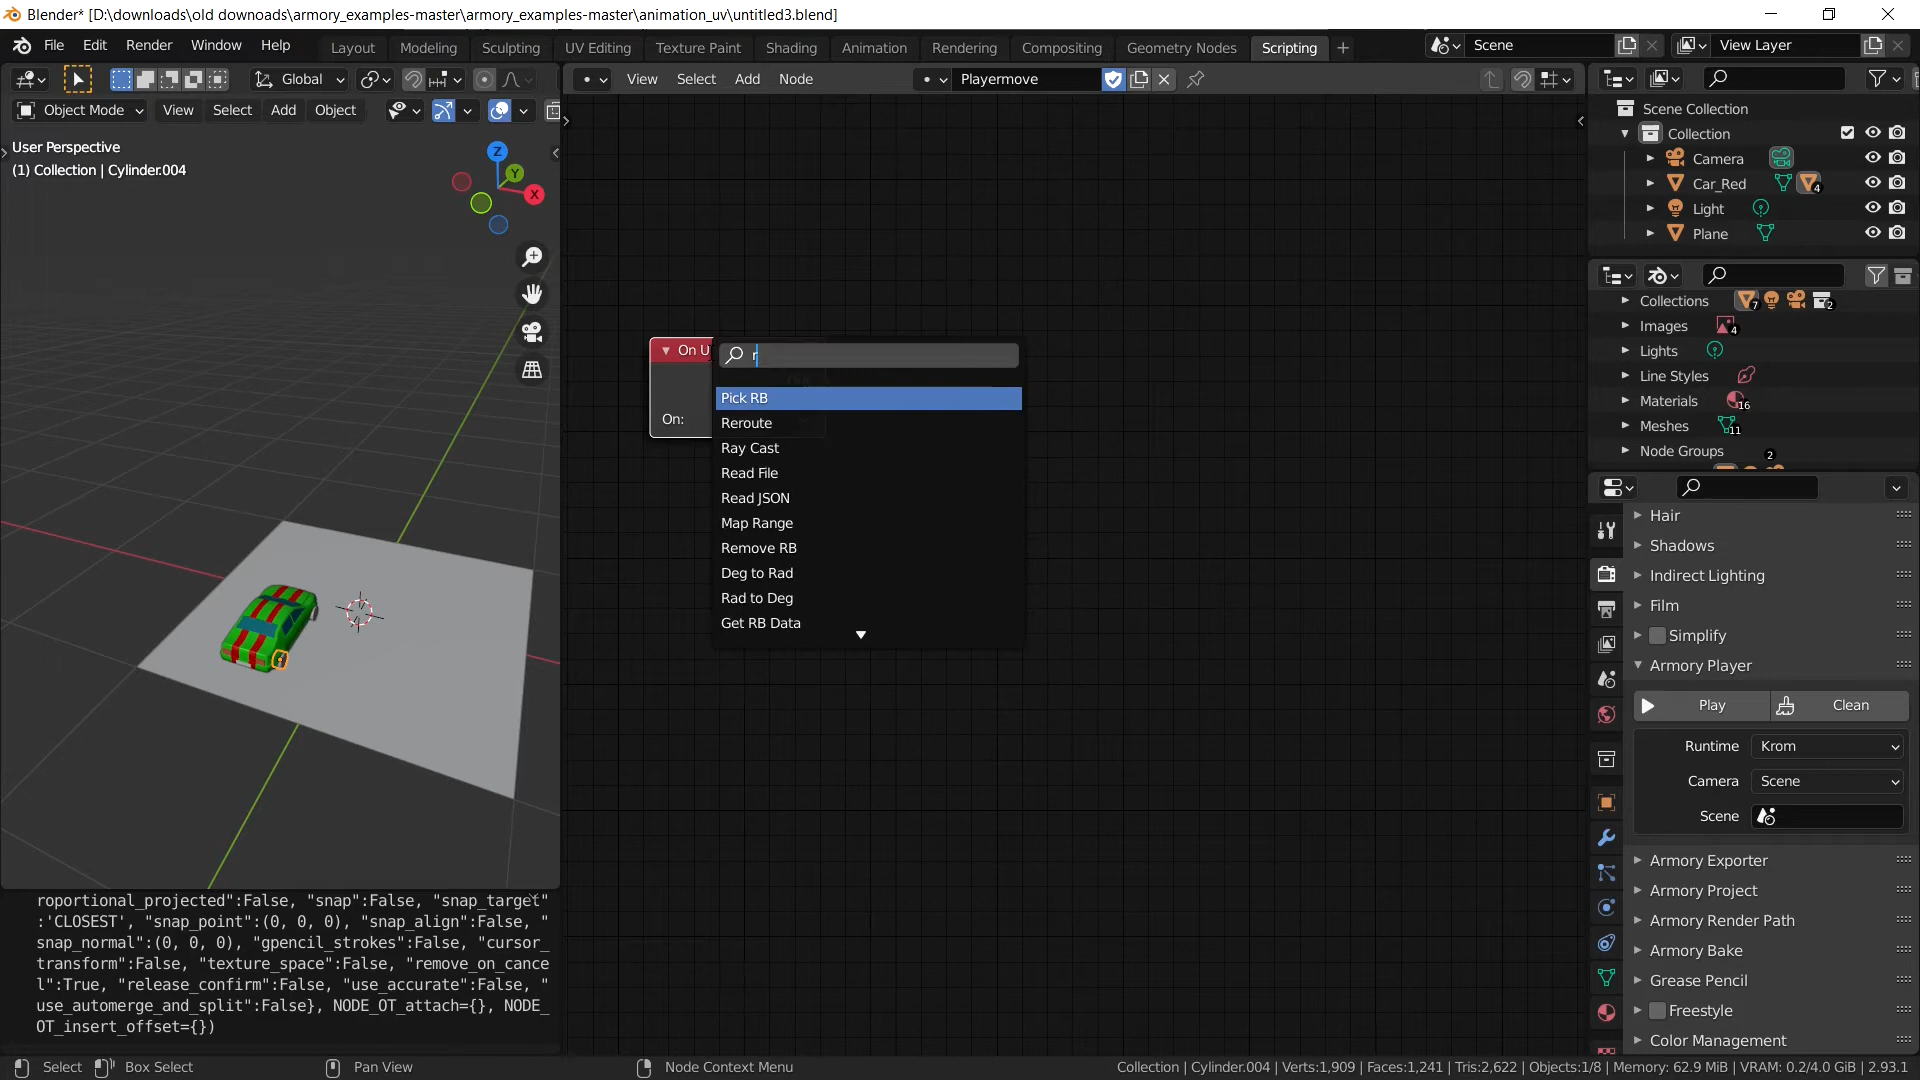 Blender* [D:\downloads\old downoads\armory_examples-master\armory_examples-master\animation_uv\untitled3.blend]
File Edit Render Window Help Layout Modeling Sculpting UV Editing Texture Paint Shading Animation Rendering Compositing Geometry Nodes Scripting + Scene View Layer
Global View Select Add Node Playermove
Object Mode View Select Add Object
User Perspective
(1) Collection | Cylinder.004
Z
Y
X
On U
On:
r
Pick RB
Reroute
Ray Cast
Read File
Read JSON
Map Range
Remove RB
Deg to Rad
Rad to Deg
Get RB Data
Scene Collection
Collection
Camera
Car_Red 4
Light
Plane
Collections 7 2
Images 4
Lights
Line Styles
Materials 16
Meshes 11
Node Groups 2
Hair
Shadows
Indirect Lighting
Film
Simplify
Armory Player
Play Clean
Runtime Krom
Camera Scene
Scene
Armory Exporter
Armory Project
Armory Render Path
Armory Bake
Grease Pencil
Freestyle
Color Management
roportional_projected":False, "snap":False, "snap_target"
:'CLOSEST', "snap_point":(0, 0, 0), "snap_align":False, "
snap_normal":(0, 0, 0), "gpencil_strokes":False, "cursor_
transform":False, "texture_space":False, "remove_on_cance
l":True, "release_confirm":False, "use_accurate":False, "
use_automerge_and_split":False}, NODE_OT_attach={}, NODE_
OT_insert_offset={})
Select Box Select Pan View Node Context Menu Collection | Cylinder.004 | Verts:1,909 | Faces:1,241 | Tris:2,622 | Objects:1/8 | Memory: 62.9 MiB | VRAM: 0.2/4.0 GiB | 2.93.1